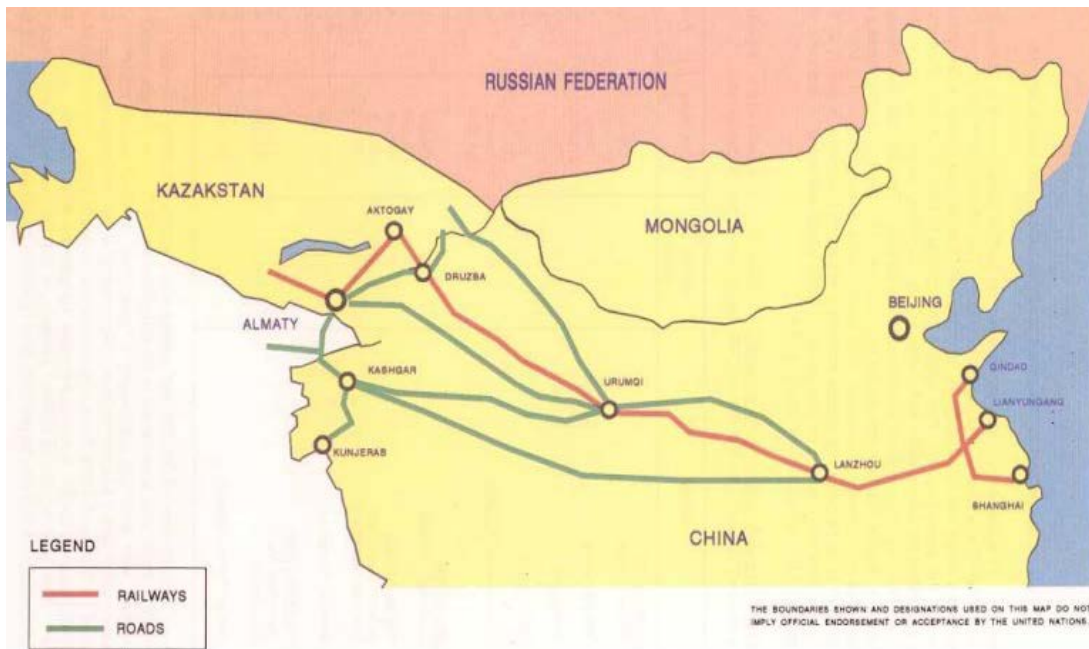 RUSSIAN FEDERATION
KAZAKSTAN
AKTOGAY
MONGOLIA
DRUZBA
BEIJING
ALMATY
KASHGAR
URUMQI
QINDAO
LIANYUNGANG
KUNJERAB
LANZHOU
SHANGHAI
CHINA
LEGEND
RAILWAYS
ROADS
THE BOUNDARIES SHOWN AND DESIGNATIONS USED ON THIS MAP DO NOT
IMPLY OFFICIAL ENDORSEMENT OR ACCEPTANCE BY THE UNITED NATIONS.